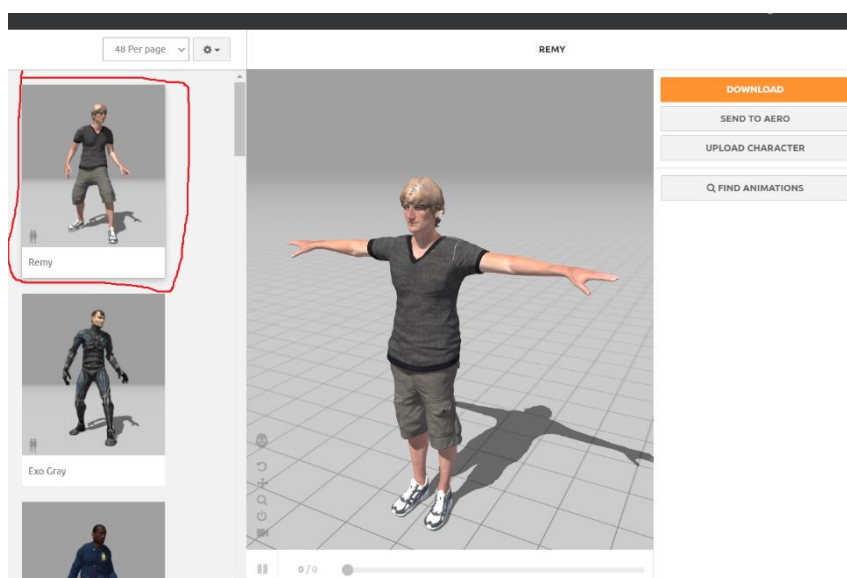 48 Per page
REMY
DOWNLOAD
SEND TO AERO
UPLOAD CHARACTER
FIND ANIMATIONS
Remy
Exo Gray
0 / 0